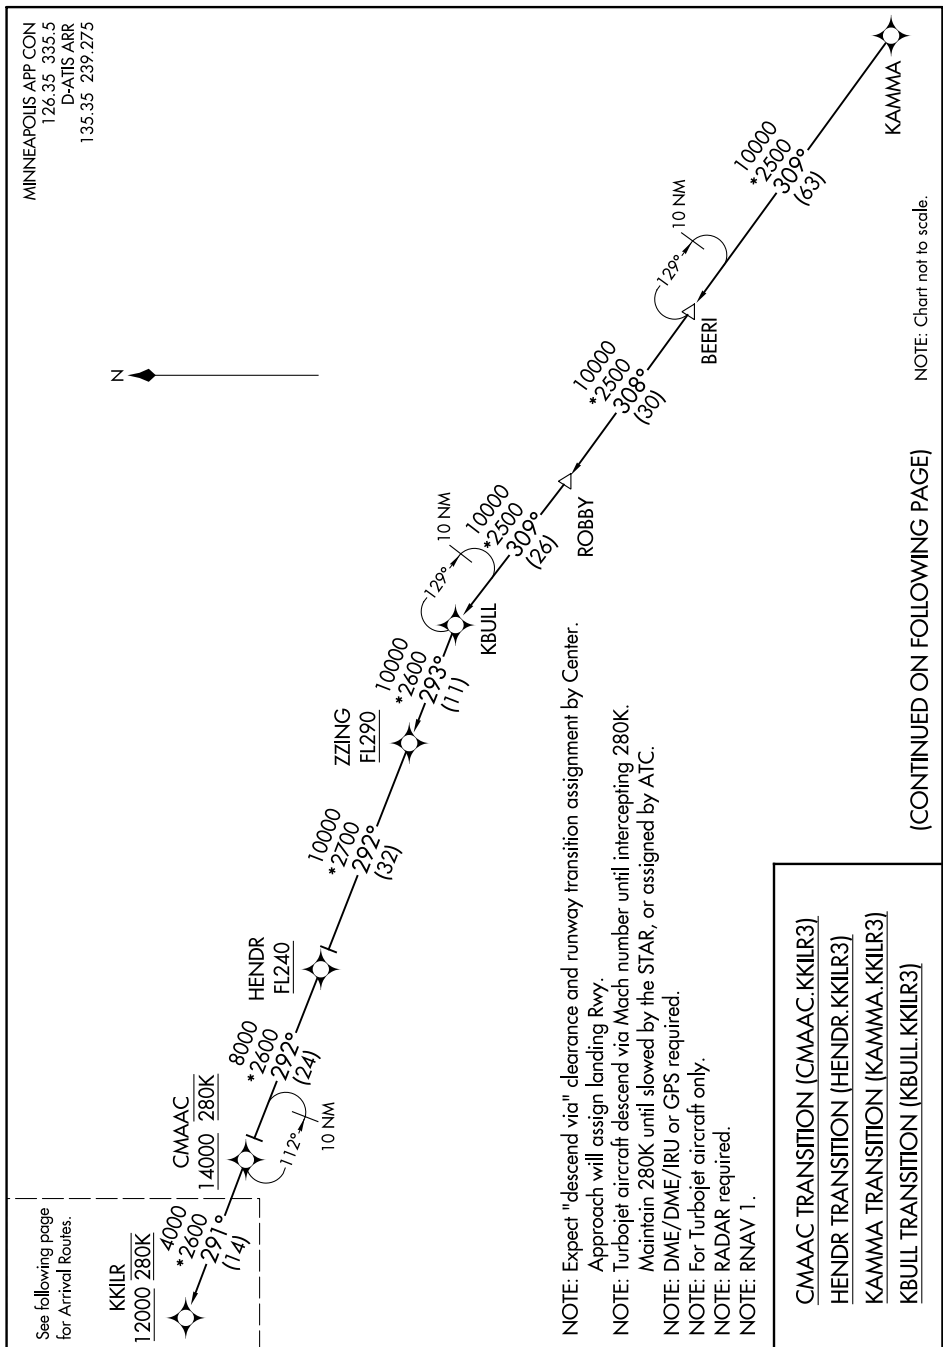 MINNEAPOLIS APP CON
126.35 335.5
D-ATIS ARR
135.35 239.275
N
See following page
for Arrival Routes.
KKILR
12000 280K
4000
*2600
291°
(14)
CMAAC
14000 280K
112°
10 NM
8000
*2600
292°
(24)
HENDR
FL240
10000
*2700
292°
(32)
ZZING
FL290
10000
*2600
293°
(11)
KBULL
129°
10 NM
10000
*2500
309°
(26)
ROBBY
10000
*2500
308°
(30)
BEERI
129°
10 NM
10000
*2500
309°
(63)
KAMMA
NOTE: Expect "descend via" clearance and runway transition assignment by Center.
Approach will assign landing Rwy.
NOTE: Turbojet aircraft descend via Mach number until intercepting 280K.
Maintain 280K until slowed by the STAR, or assigned by ATC.
NOTE: DME/DME/IRU or GPS required.
NOTE: For Turbojet aircraft only.
NOTE: RADAR required.
NOTE: RNAV 1.
CMAAC TRANSITION (CMAAC.KKILR3)
HENDR TRANSITION (HENDR.KKILR3)
KAMMA TRANSITION (KAMMA.KKILR3)
KBULL TRANSITION (KBULL.KKILR3)
(CONTINUED ON FOLLOWING PAGE)
NOTE: Chart not to scale.